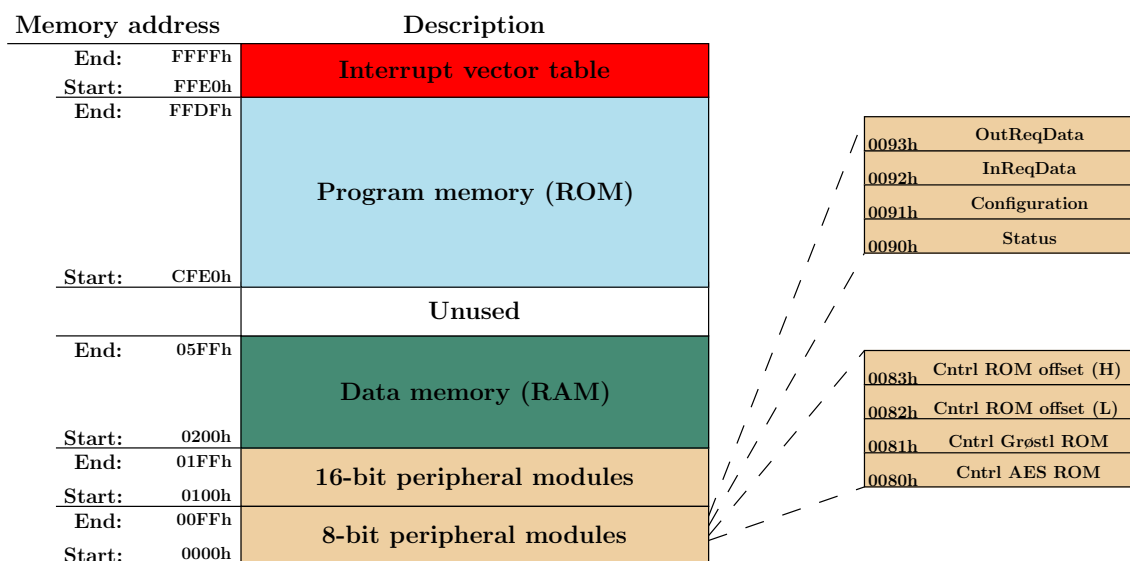 Memory address Description
End: FFFFh
Interrupt vector table
Start: FFE0h
End: FFDFh
Program memory (ROM)
Start: CFE0h
Unused
End: 05FFh
Data memory (RAM)
Start: 0200h
End: 01FFh
16-bit peripheral modules
Start: 0100h
End: 00FFh
8-bit peripheral modules
Start: 0000h
0093h OutReqData
0092h InReqData
0091h Configuration
0090h Status
0083h Cntrl ROM offset (H)
0082h Cntrl ROM offset (L)
0081h Cntrl Grøstl ROM
0080h Cntrl AES ROM